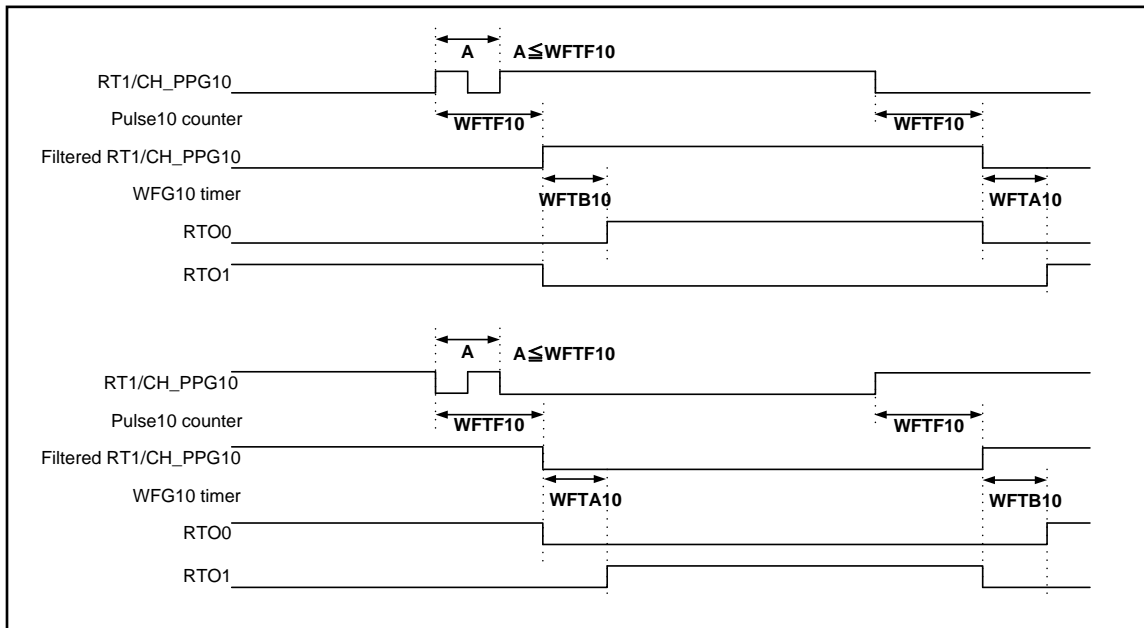 A A≦WFTF10
RT1/CH_PPG10
Pulse10 counter WFTF10 WFTF10
Filtered RT1/CH_PPG10
WFG10 timer WFTB10 WFTA10
RTO0
RTO1
A A≦WFTF10
RT1/CH_PPG10
Pulse10 counter WFTF10 WFTF10
Filtered RT1/CH_PPG10
WFG10 timer WFTA10 WFTB10
RTO0
RTO1